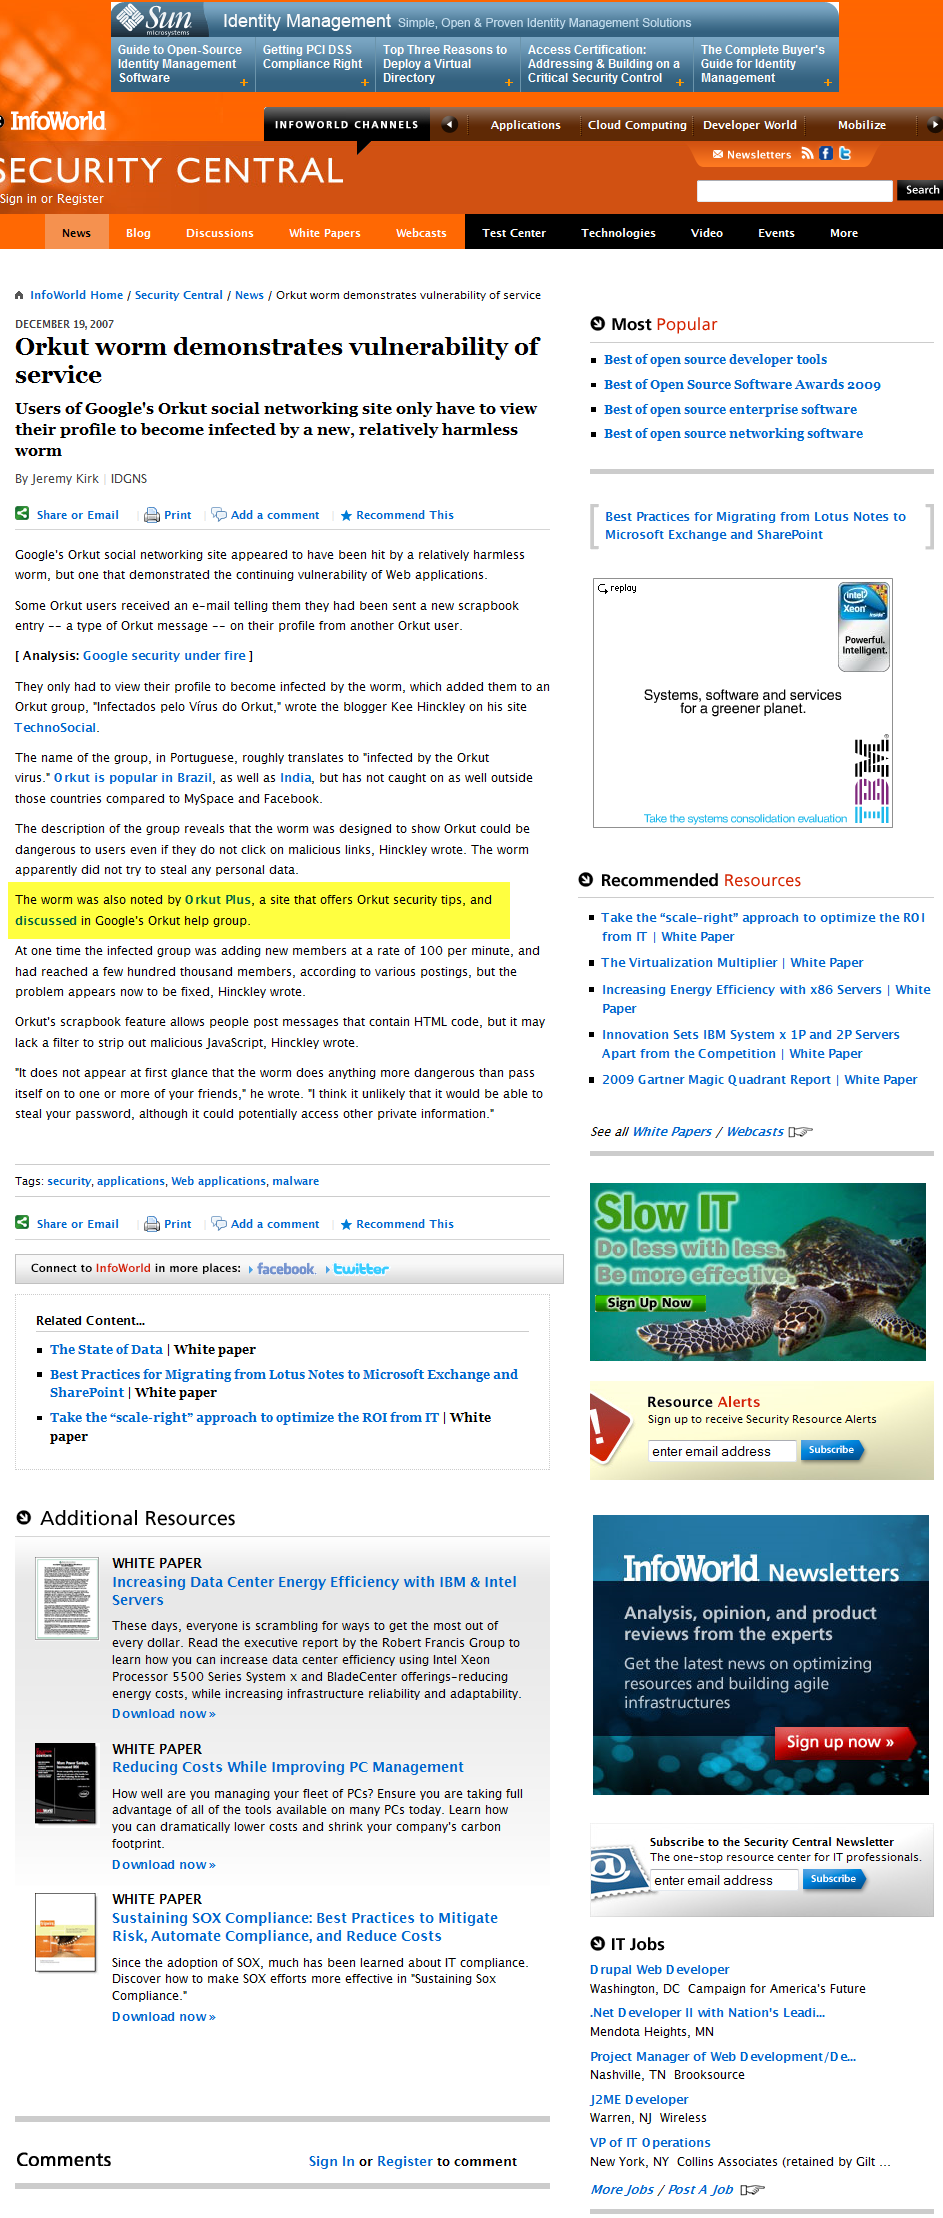 Sun
microsystems
Identity Management Simple, Open & Proven Identity Management Solutions
Guide to Open-Source
Identity Management
Software
Getting PCI DSS
Compliance Right
Top Three Reasons to
Deploy a Virtual
Directory
Access Certification:
Addressing & Building on a
Critical Security Control
The Complete Buyer's
Guide for Identity
Management
InfoWorld
INFOWORLD CHANNELS
Applications
Cloud Computing
Developer World
Mobilize
SECURITY CENTRAL
Sign in or Register
Newsletters
Search
News
Blog
Discussions
White Papers
Webcasts
Test Center
Technologies
Video
Events
More
InfoWorld Home / Security Central / News / Orkut worm demonstrates vulnerability of service
DECEMBER 19, 2007
Orkut worm demonstrates vulnerability of
service
Users of Google's Orkut social networking site only have to view
their profile to become infected by a new, relatively harmless
worm
By Jeremy Kirk | IDGNS
Share or Email
Print
Add a comment
Recommend This
Google's Orkut social networking site appeared to have been hit by a relatively harmless
worm, but one that demonstrated the continuing vulnerability of Web applications.
Some Orkut users received an e-mail telling them they had been sent a new scrapbook
entry -- a type of Orkut message -- on their profile from another Orkut user.
[ Analysis: Google security under fire ]
They only had to view their profile to become infected by the worm, which added them to an
Orkut group, "Infectados pelo Vírus do Orkut," wrote the blogger Kee Hinckley on his site
TechnoSocial.
The name of the group, in Portuguese, roughly translates to "infected by the Orkut
virus." Orkut is popular in Brazil, as well as India, but has not caught on as well outside
those countries compared to MySpace and Facebook.
The description of the group reveals that the worm was designed to show Orkut could be
dangerous to users even if they do not click on malicious links, Hinckley wrote. The worm
apparently did not try to steal any personal data.
The worm was also noted by Orkut Plus, a site that offers Orkut security tips, and
discussed in Google's Orkut help group.
At one time the infected group was adding new members at a rate of 100 per minute, and
had reached a few hundred thousand members, according to various postings, but the
problem appears now to be fixed, Hinckley wrote.
Orkut's scrapbook feature allows people post messages that contain HTML code, but it may
lack a filter to strip out malicious JavaScript, Hinckley wrote.
"It does not appear at first glance that the worm does anything more dangerous than pass
itself on to one or more of your friends," he wrote. "I think it unlikely that it would be able to
steal your password, although it could potentially access other private information."
Tags: security, applications, Web applications, malware
Share or Email
Print
Add a comment
Recommend This
Connect to InfoWorld in more places: facebook. twitter
Related Content...
The State of Data | White paper
Best Practices for Migrating from Lotus Notes to Microsoft Exchange and
SharePoint | White paper
Take the “scale-right” approach to optimize the ROI from IT | White
paper
Additional Resources
WHITE PAPER
Increasing Data Center Energy Efficiency with IBM & Intel
Servers
These days, everyone is scrambling for ways to get the most out of
every dollar. Read the executive report by the Robert Francis Group to
learn how you can increase data center efficiency using Intel Xeon
Processor 5500 Series System x and BladeCenter offerings-reducing
energy costs, while increasing infrastructure reliability and adaptability.
Download now »
WHITE PAPER
Reducing Costs While Improving PC Management
How well are you managing your fleet of PCs? Ensure you are taking full
advantage of all of the tools available on many PCs today. Learn how
you can dramatically lower costs and shrink your company's carbon
footprint.
Download now »
WHITE PAPER
Sustaining SOX Compliance: Best Practices to Mitigate
Risk, Automate Compliance, and Reduce Costs
Since the adoption of SOX, much has been learned about IT compliance.
Discover how to make SOX efforts more effective in "Sustaining Sox
Compliance."
Download now »
Comments
Sign In or Register to comment
Most Popular
Best of open source developer tools
Best of Open Source Software Awards 2009
Best of open source enterprise software
Best of open source networking software
Best Practices for Migrating from Lotus Notes to
Microsoft Exchange and SharePoint
replay
intel
Xeon
inside
Powerful.
Intelligent.
Systems, software and services
for a greener planet.
IBM
Take the systems consolidation evaluation
Recommended Resources
Take the “scale-right” approach to optimize the ROI
from IT | White Paper
The Virtualization Multiplier | White Paper
Increasing Energy Efficiency with x86 Servers | White
Paper
Innovation Sets IBM System x 1P and 2P Servers
Apart from the Competition | White Paper
2009 Gartner Magic Quadrant Report | White Paper
See all White Papers / Webcasts
Slow IT
Do less with less.
Be more effective.
Sign Up Now
Resource Alerts
Sign up to receive Security Resource Alerts
enter email address
Subscribe
InfoWorld Newsletters
Analysis, opinion, and product
reviews from the experts
Get the latest news on optimizing
resources and building agile
infrastructures
Sign up now »
Subscribe to the Security Central Newsletter
The one-stop resource center for IT professionals.
enter email address
Subscribe
IT Jobs
Drupal Web Developer
Washington, DC Campaign for America's Future
.Net Developer II with Nation's Leadi...
Mendota Heights, MN
Project Manager of Web Development/De...
Nashville, TN Brooksource
J2ME Developer
Warren, NJ Wireless
VP of IT Operations
New York, NY Collins Associates (retained by Gilt ...
More Jobs / Post A Job